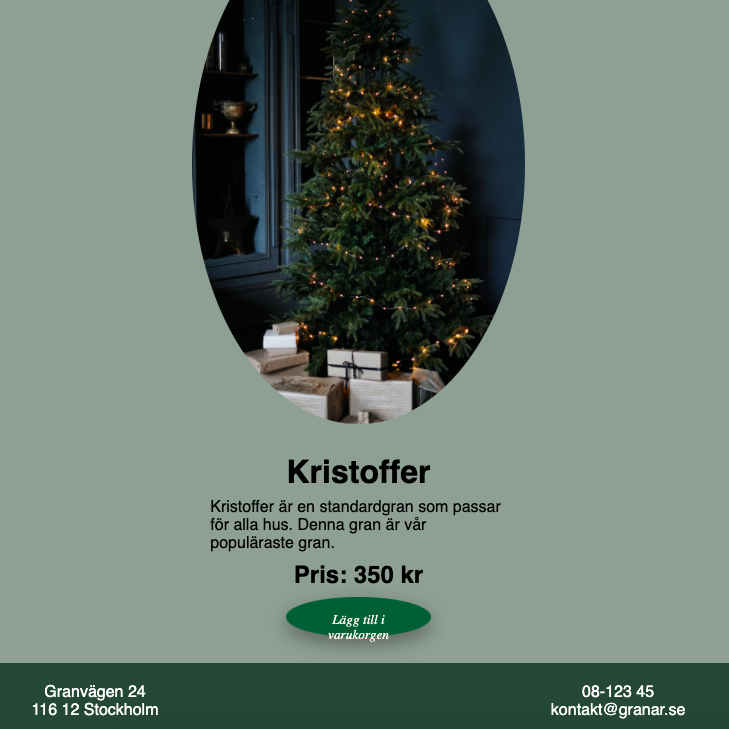 Kristoffer
Kristoffer är en standardgran som passar
för alla hus. Denna gran är vår
populäraste gran.
Pris: 350 kr
Lägg till i
varukorgen
Granvägen 24
116 12 Stockholm
08-123 45
kontakt@granar.se